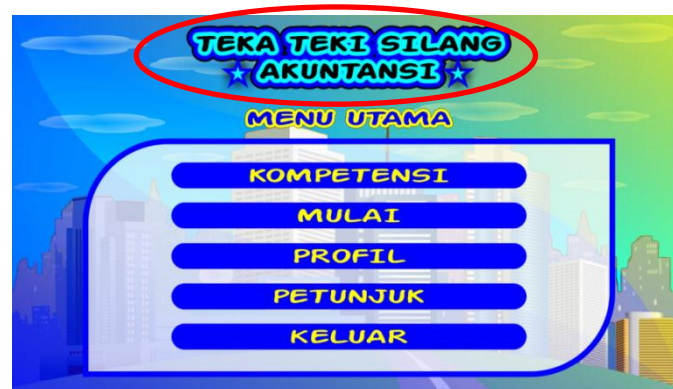 TEKA TEKI SILANG
AKUNTANSI
MENU UTAMA
KOMPETENSI
MULAI
PROFIL
PETUNJUK
KELUAR